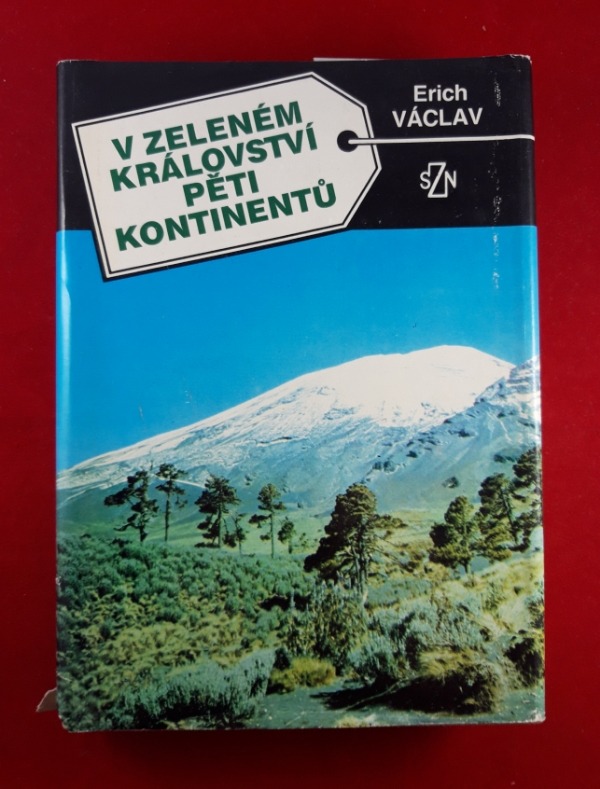 V ZELENÉM
KRÁLOVSTVÍ
PĚTI
KONTINENTŮ
Erich
VÁCLAV
SZN